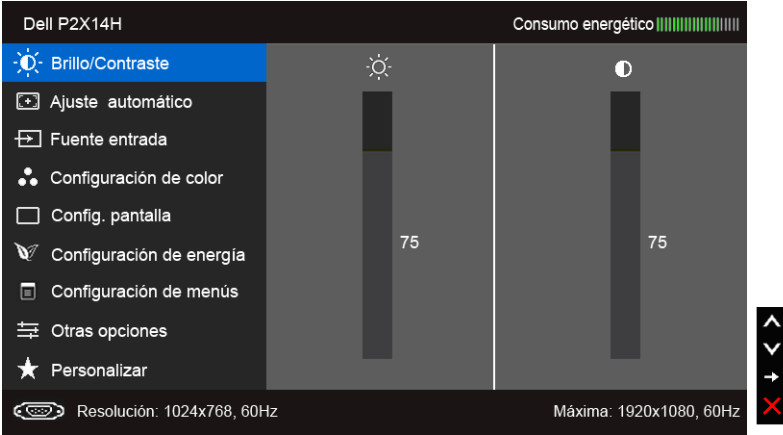 Dell P2X14H
Consumo energético
Brillo/Contraste
Ajuste automático
Fuente entrada
Configuración de color
Config. pantalla
Configuración de energía
Configuración de menús
Otras opciones
Personalizar
75
75
Resolución: 1024x768, 60Hz
Máxima: 1920x1080, 60Hz